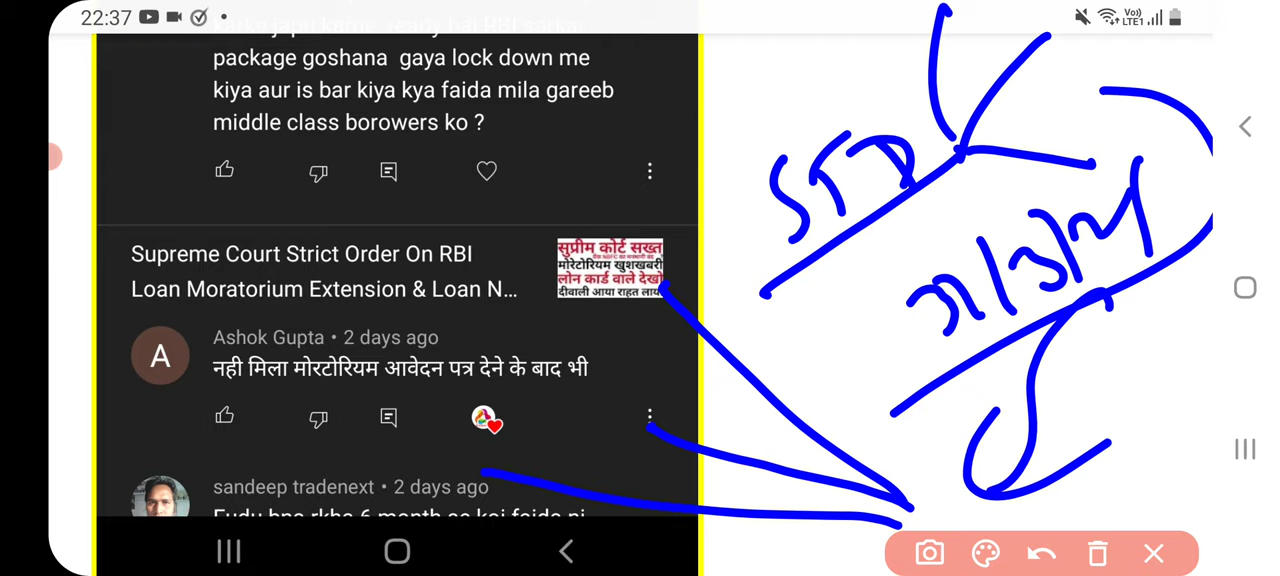 22:37
Vo))
LTE1
package goshana gaya lock down me
kiya aur is bar kiya kya faida mila gareeb
middle class borowers ko ?
Supreme Court Strict Order On RBI
Loan Moratorium Extension & Loan N...
सुप्रीम कोर्ट सख्त
मोरेटोरियम खुशखबरी
लोन कार्ड वाले देखो
दीवाली आया राहत लाया
A
Ashok Gupta • 2 days ago
नही मिला मोरटोरियम आवेदन पत्र देने के बाद भी
sandeep tradenext • 2 days ago